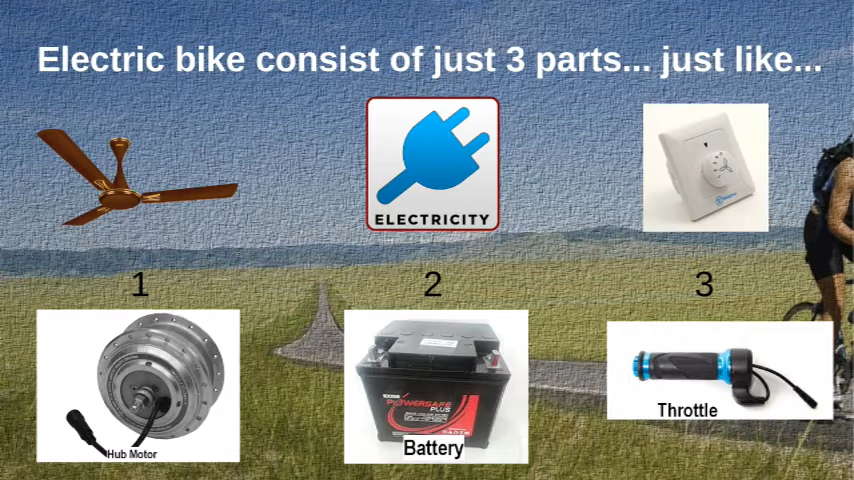 Electric bike consist of just 3 parts... just like...
ELECTRICITY
1
2
3
Hub Motor
EXIDE
POWERSAFE
PLUS
Battery
Throttle